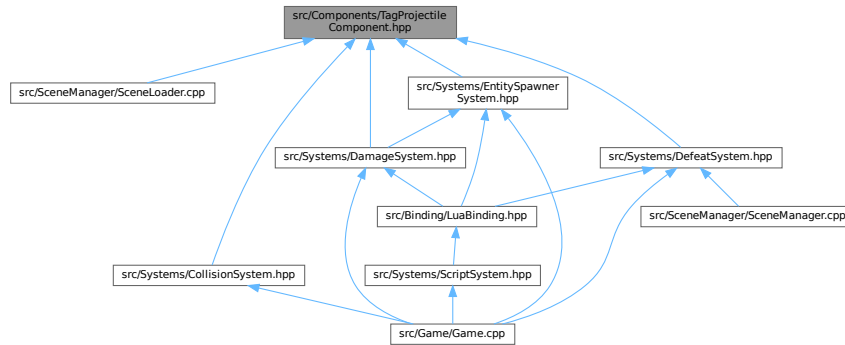 src/Components/TagProjectile
Component.hpp
src/SceneManager/SceneLoader.cpp
src/Systems/EntitySpawner
System.hpp
src/Systems/DamageSystem.hpp
src/Systems/DefeatSystem.hpp
src/Binding/LuaBinding.hpp
src/SceneManager/SceneManager.cpp
src/Systems/CollisionSystem.hpp
src/Systems/ScriptSystem.hpp
src/Game/Game.cpp